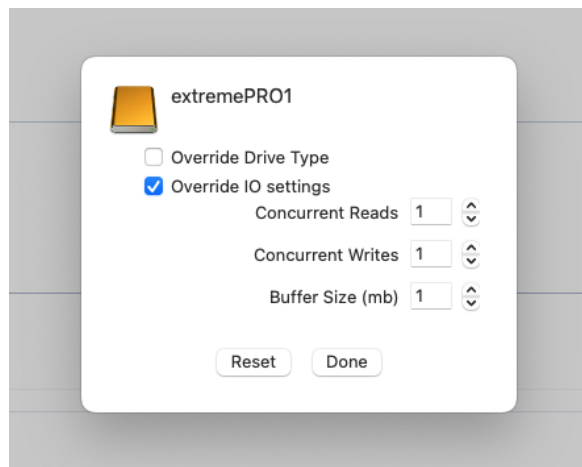 extremePRO1
Override Drive Type
Override IO settings
Concurrent Reads 1
Concurrent Writes 1
Buffer Size (mb) 1
Reset Done